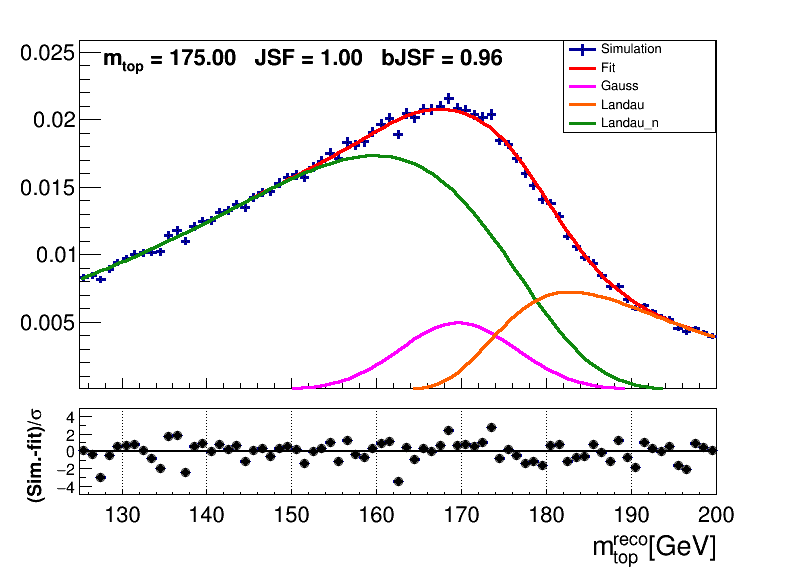 m_top = 175.00 JSF = 1.00 bJSF = 0.96
Simulation
Fit
Gauss
Landau
Landau_n
0.025
0.02
0.015
0.01
0.005
(Sim.-fit)/σ
4
2
0
−2
−4
130 140 150 160 170 180 190 200
m_top^reco[GeV]